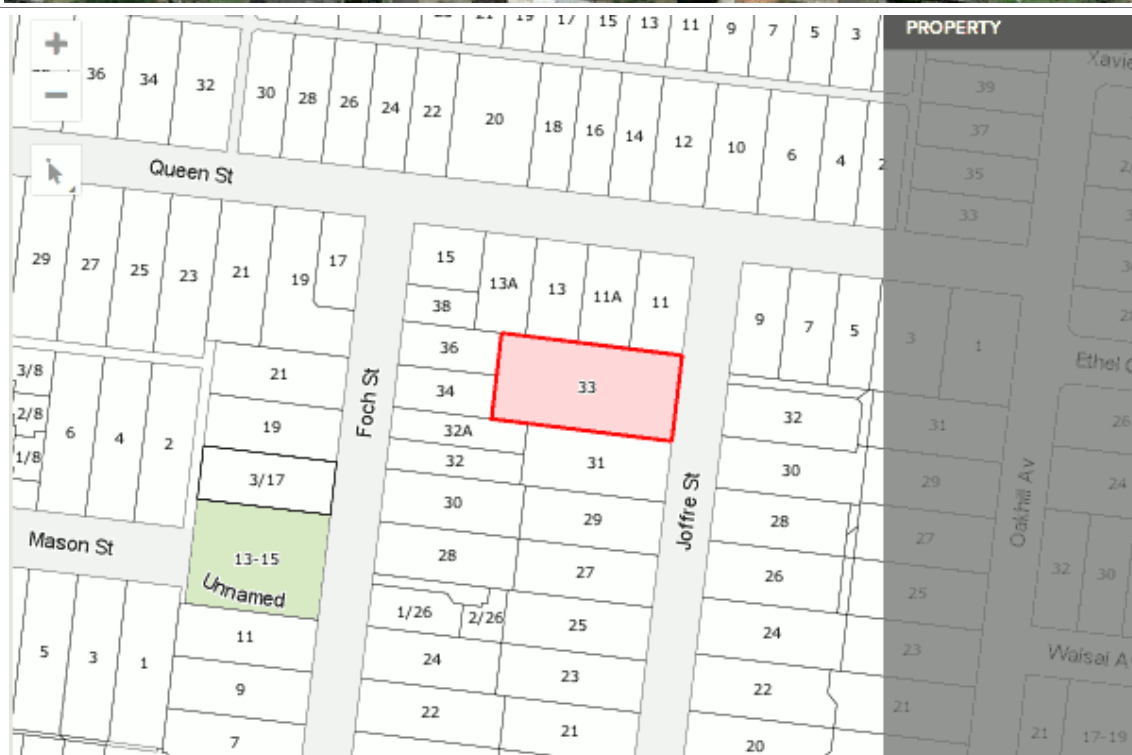 21 19 17 15 13 11 9 7 5 3
PROPERTY
36 34 32 30 28 26 24 22 20 18 16 14 12 10 6 4
39
37
35
33
Queen St
29 27 25 23 21 19 17
15 13A 13 11A 11
38
9 7 5 3 1
36
34
33
32A
32
31
30
29
28
27
1/26 2/26
25
24
23
22
21
Foch St
Joffre St
21
19
3/17
13-15
Unnamed
11
9
7
3/8
2/8
1/8
6 4 2
Mason St
5 3 1
32
30
28
26
24
22
20
31
29
27
25
23
21
Oakhill Av
Ethel
26
24
32 30
Waisal A
21 17-19